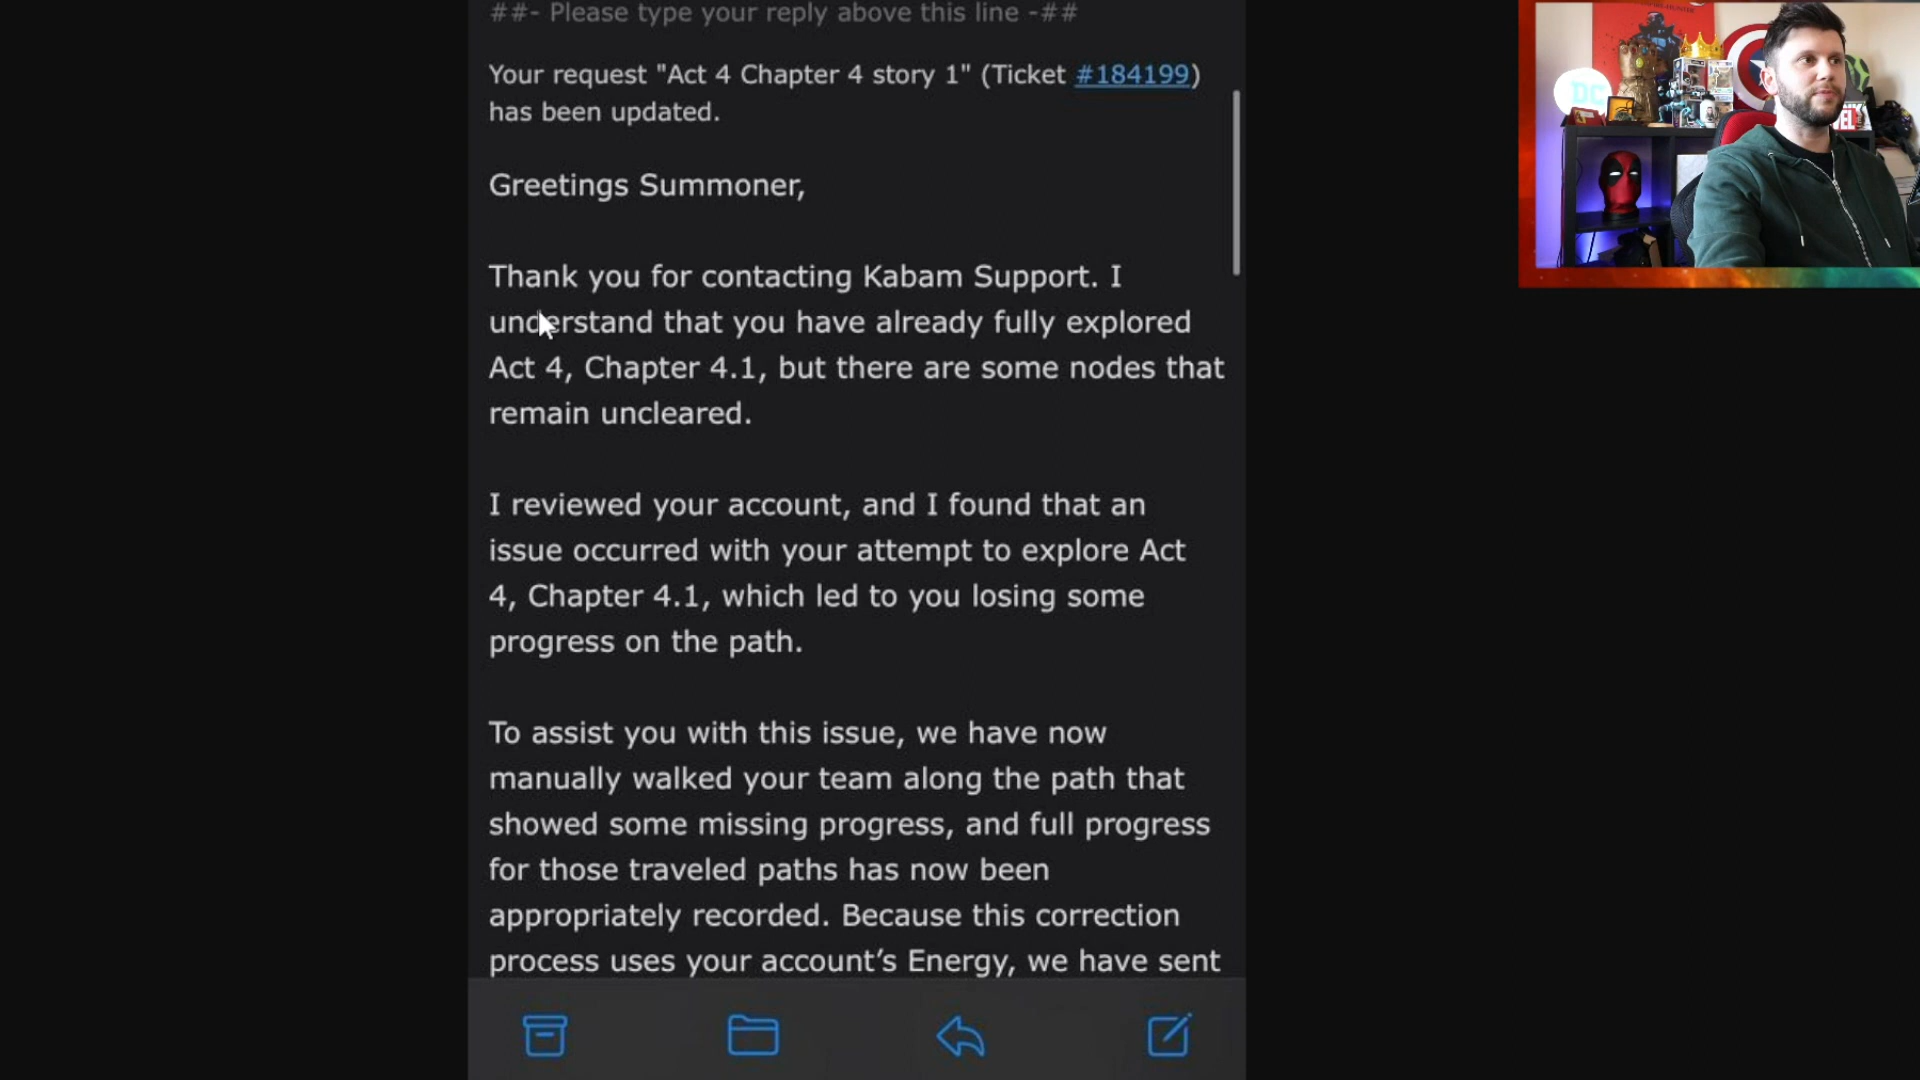 ##- Please type your reply above this line -##
Your request "Act 4 Chapter 4 story 1" (Ticket #184199)
has been updated.
Greetings Summoner,
Thank you for contacting Kabam Support. I
understand that you have already fully explored
Act 4, Chapter 4.1, but there are some nodes that
remain uncleared.
I reviewed your account, and I found that an
issue occurred with your attempt to explore Act
4, Chapter 4.1, which led to you losing some
progress on the path.
To assist you with this issue, we have now
manually walked your team along the path that
showed some missing progress, and full progress
for those traveled paths has now been
appropriately recorded. Because this correction
process uses your account’s Energy, we have sent
DC